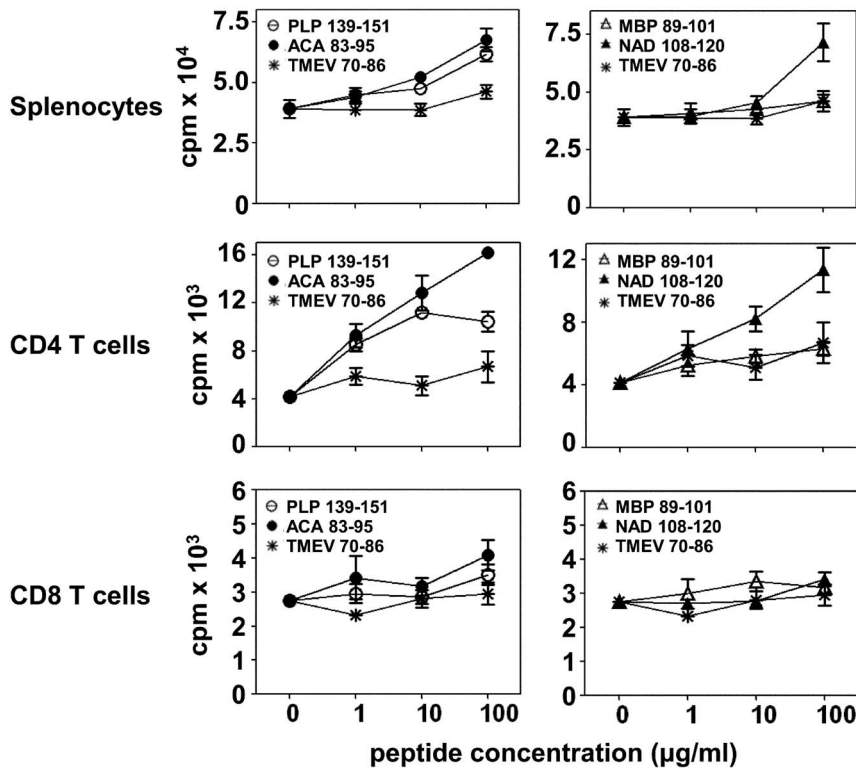 Splenocytes
cpm x 10⁴
7.5
5.0
2.5
0
PLP 139-151
ACA 83-95
TMEV 70-86
7.5
5.0
2.5
0
MBP 89-101
NAD 108-120
TMEV 70-86
CD4 T cells
cpm x 10³
16
12
8
4
0
PLP 139-151
ACA 83-95
TMEV 70-86
12
8
4
0
MBP 89-101
NAD 108-120
TMEV 70-86
CD8 T cells
cpm x 10³
6
5
4
3
2
1
0
PLP 139-151
ACA 83-95
TMEV 70-86
0 1 10 100
6
5
4
3
2
1
0
MBP 89-101
NAD 108-120
TMEV 70-86
0 1 10 100
peptide concentration (µg/ml)